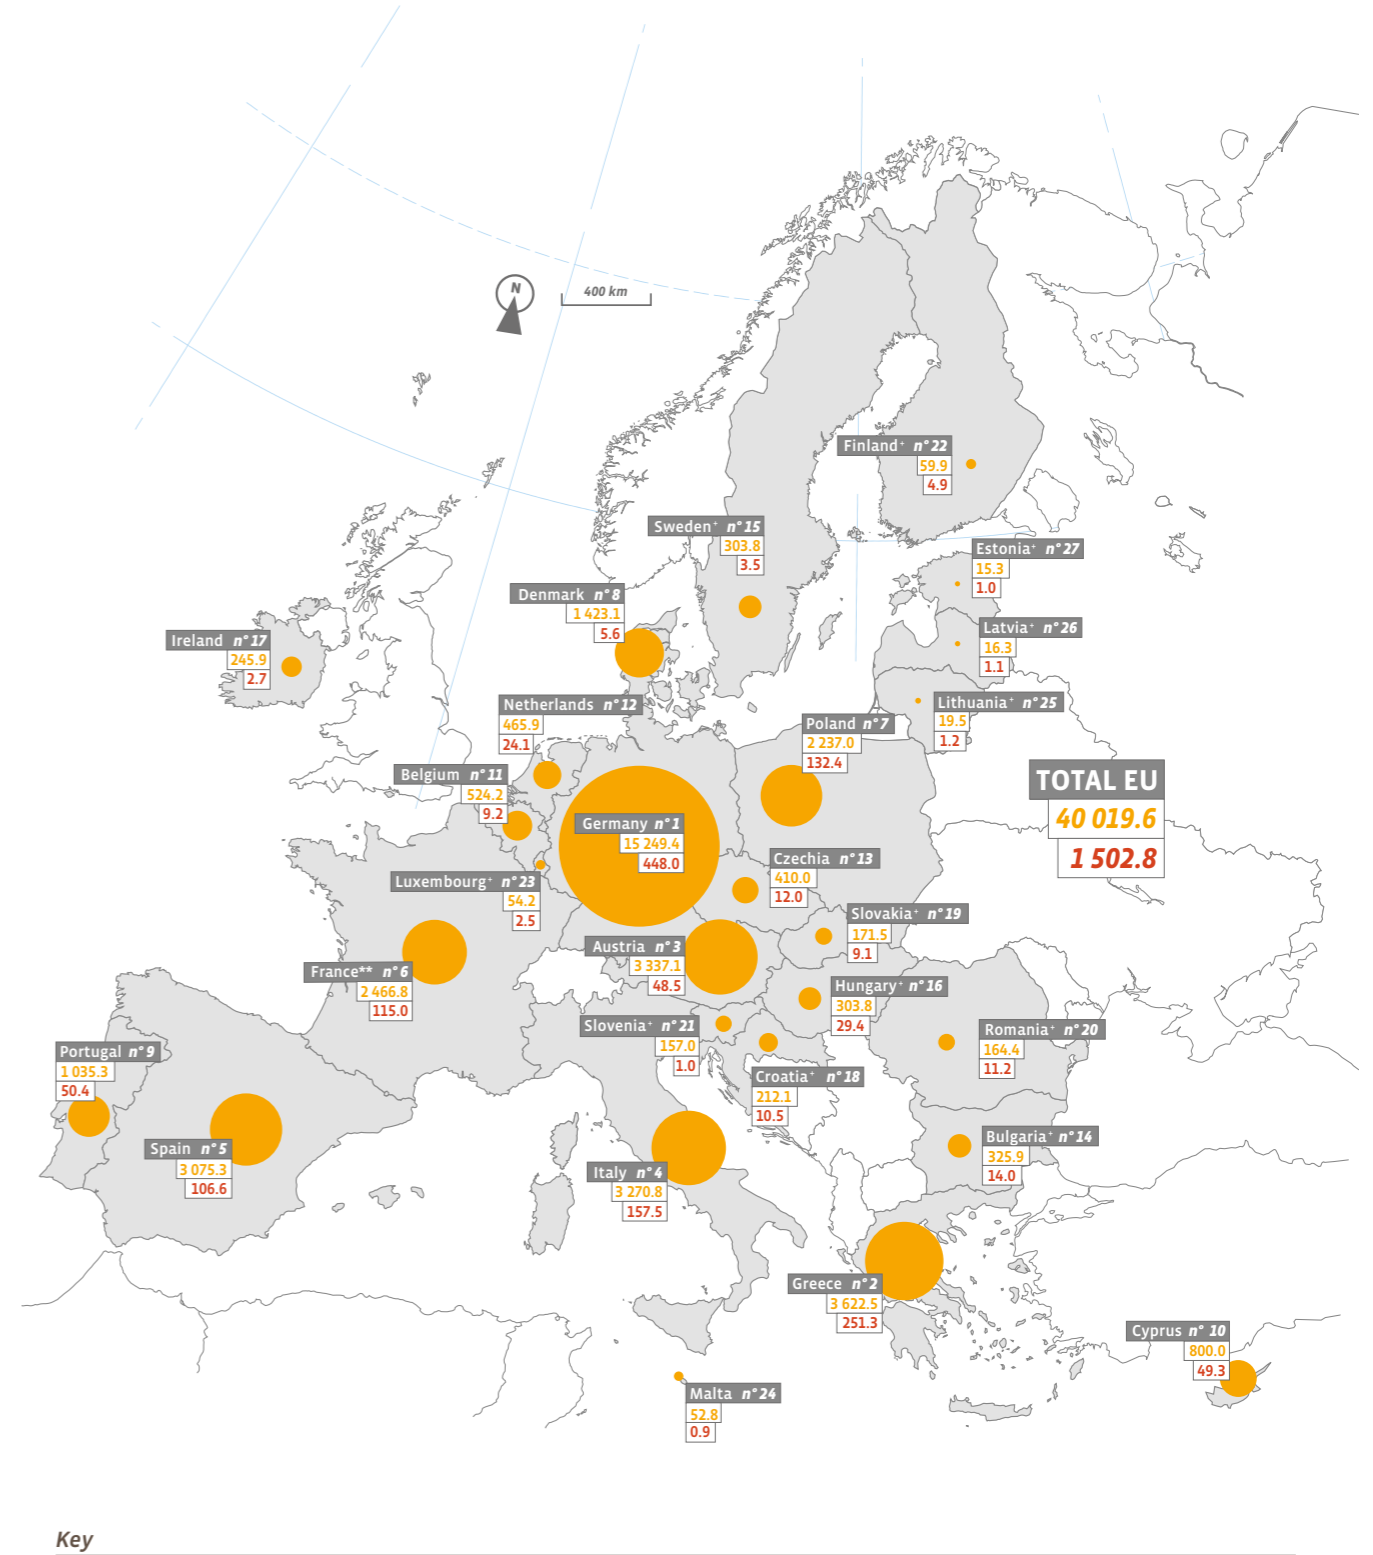 N
400 km
Finland⁺ n° 22
59.9
4.9
Sweden⁺ n° 15
303.8
3.5
Estonia⁺ n° 27
15.3
1.0
Denmark n° 8
1 423.1
5.6
Latvia⁺ n° 26
16.3
1.1
Ireland n° 17
245.9
2.7
Lithuania⁺ n° 25
19.5
1.2
Netherlands n° 12
465.9
24.1
Poland n° 7
2 237.0
132.4
Belgium n° 11
524.2
9.2
TOTAL EU
40 019.6
1 502.8
Germany n° 1
15 249.4
448.0
Czechia n° 13
410.0
12.0
Luxembourg⁺ n° 23
54.2
2.5
Slovakia⁺ n° 19
171.5
9.1
Austria n° 3
3 337.1
48.5
France** n° 6
2 466.8
115.0
Hungary⁺ n° 16
303.8
29.4
Slovenia⁺ n° 21
157.0
1.0
Romania⁺ n° 20
164.4
11.2
Portugal n° 9
1 035.3
50.4
Croatia⁺ n° 18
212.1
10.5
Spain n° 5
3 075.3
106.6
Bulgaria⁺ n° 14
325.9
14.0
Italy n° 4
3 270.8
157.5
Greece n° 2
3 622.5
251.3
Cyprus n° 10
800.0
49.3
Malta n° 24
52.8
0.9
Key